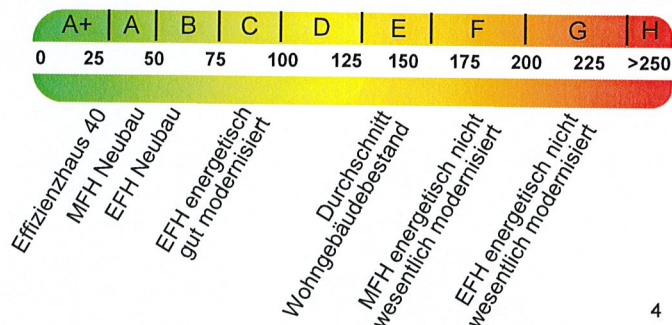 A+ A B C D E F G H
0 25 50 75 100 125 150 175 200 225 >250
Effizienzhaus 40
MFH Neubau
EFH Neubau
EFH energetisch
gut modernisiert
Durchschnitt
Wohngebäudebestand
MFH energetisch nicht
wesentlich modernisiert
EFH energetisch nicht
wesentlich modernisiert
4